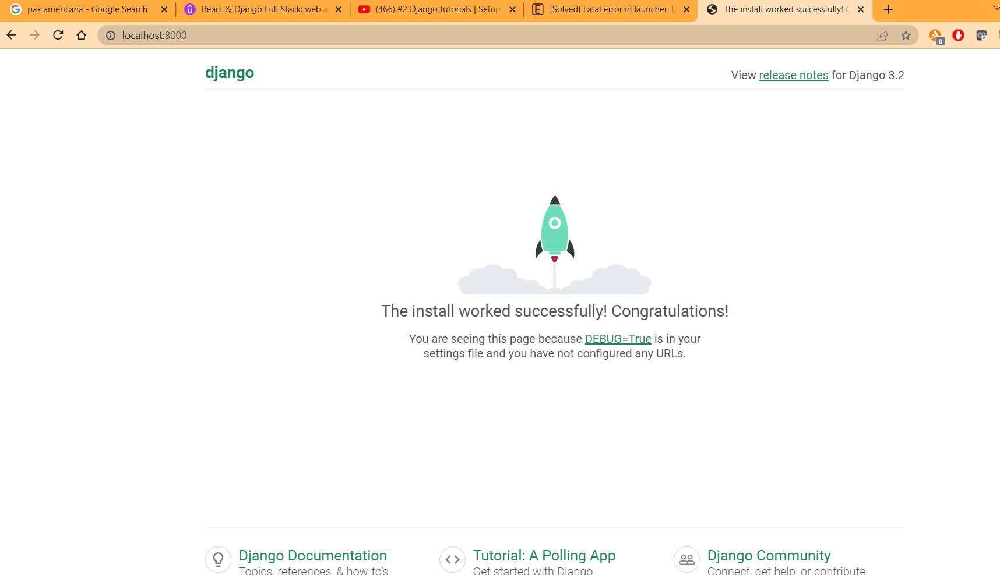 pax americana - Google Search
React & Django Full Stack: web a
(466) #2 Django tutorials | Setup
[Solved] Fatal error in launcher: U
The install worked successfully! C
localhost:8000
0
django
View release notes for Django 3.2
The install worked successfully! Congratulations!
You are seeing this page because DEBUG=True is in your
settings file and you have not configured any URLs.
Django Documentation
Topics, references, & how-to’s
Tutorial: A Polling App
Get started with Django
Django Community
Connect, get help, or contribute